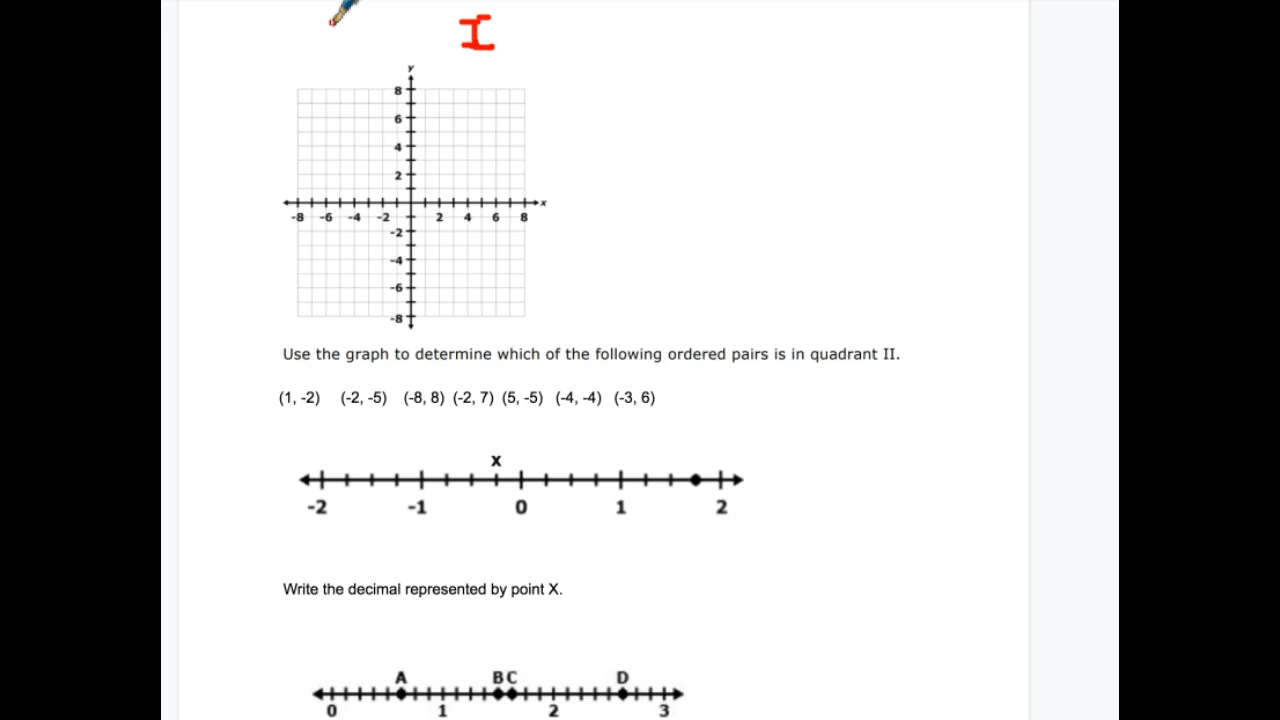 I
y
8
6
4
2
-8 -6 -4 -2 2 4 6 8 x
-2
-4
-6
-8
Use the graph to determine which of the following ordered pairs is in quadrant II.
(1, -2) (-2, -5) (-8, 8) (-2, 7) (5, -5) (-4, -4) (-3, 6)
X
-2 -1 0 1 2
Write the decimal represented by point X.
A B C D
0 1 2 3